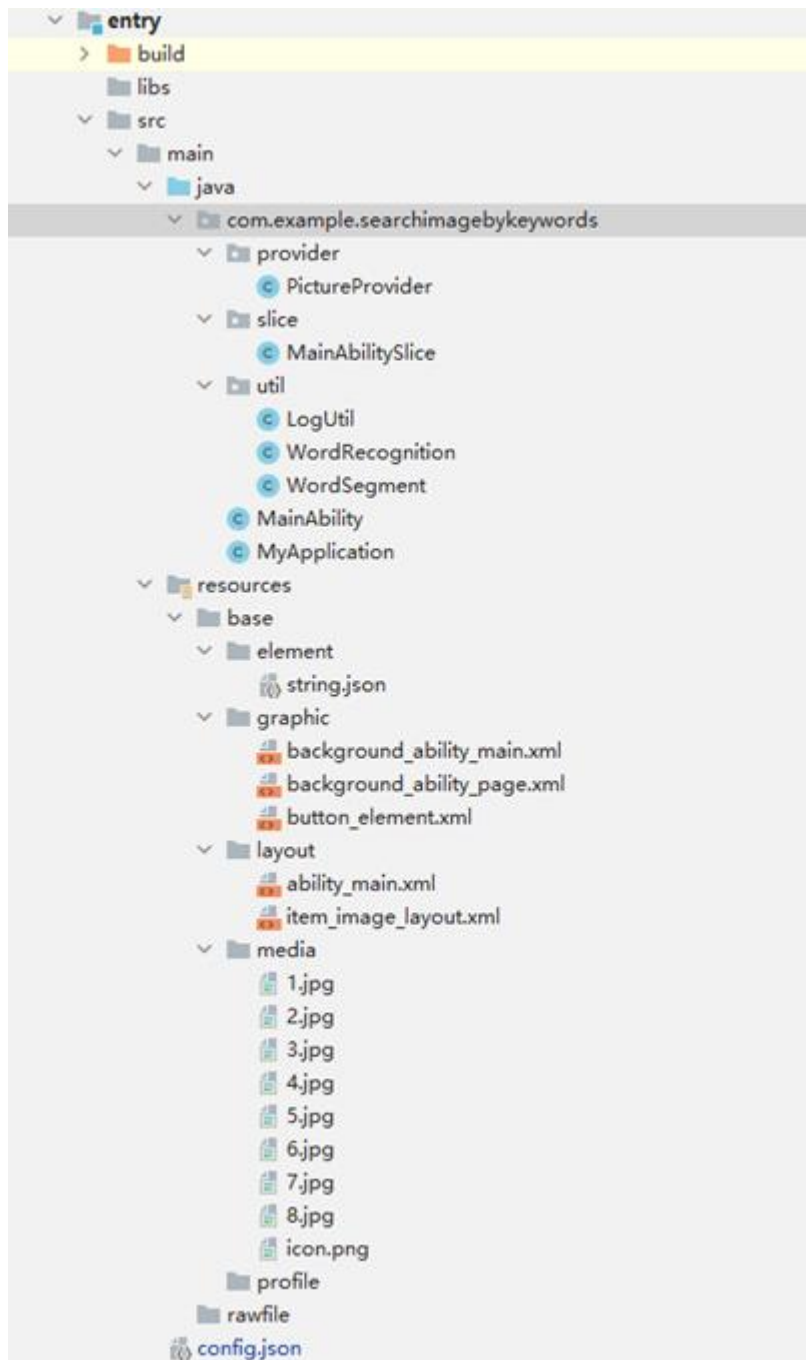 entry
build
libs
src
main
java
com.example.searchimagebykeywords
provider
PictureProvider
slice
MainAbilitySlice
util
LogUtil
WordRecognition
WordSegment
MainAbility
MyApplication
resources
base
element
string.json
graphic
background_ability_main.xml
background_ability_page.xml
button_element.xml
layout
ability_main.xml
item_image_layout.xml
media
1.jpg
2.jpg
3.jpg
4.jpg
5.jpg
6.jpg
7.jpg
8.jpg
icon.png
profile
rawfile
config.json